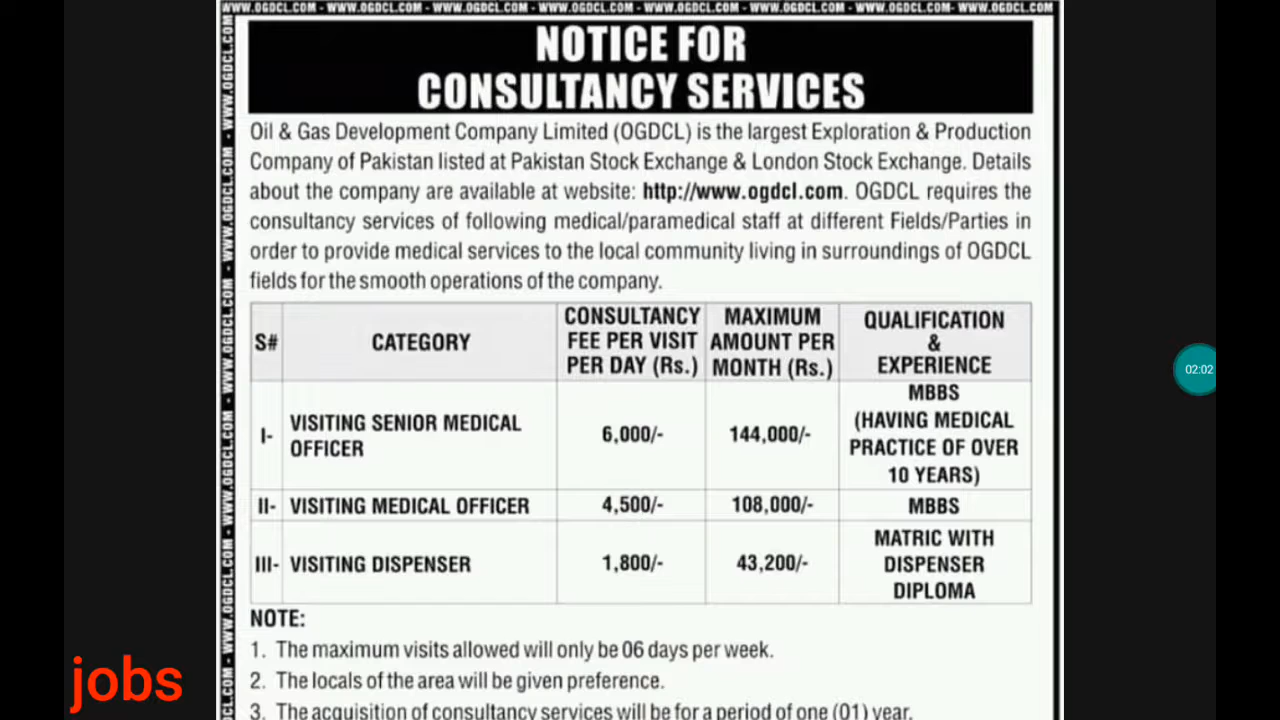 WWW.OGDCL.COM - WWW.OGDCL.COM - WWW.OGDCL.COM - WWW.OGDCL.COM - WWW.OGDCL.COM - WWW.OGDCL.COM - WWW.OGDCL.COM- WWW.OGDCL.COM
NOTICE FOR
CONSULTANCY SERVICES
Oil & Gas Development Company Limited (OGDCL) is the largest Exploration & Production
Company of Pakistan listed at Pakistan Stock Exchange & London Stock Exchange. Details
about the company are available at website: http://www.ogdcl.com. OGDCL requires the
consultancy services of following medical/paramedical staff at different Fields/Parties in
order to provide medical services to the local community living in surroundings of OGDCL
fields for the smooth operations of the company.
S# CATEGORY CONSULTANCY FEE PER VISIT PER DAY (Rs.) MAXIMUM AMOUNT PER MONTH (Rs.) QUALIFICATION & EXPERIENCE
I- VISITING SENIOR MEDICAL OFFICER 6,000/- 144,000/- MBBS (HAVING MEDICAL PRACTICE OF OVER 10 YEARS)
II- VISITING MEDICAL OFFICER 4,500/- 108,000/- MBBS
III- VISITING DISPENSER 1,800/- 43,200/- MATRIC WITH DISPENSER DIPLOMA
NOTE:
1. The maximum visits allowed will only be 06 days per week.
2. The locals of the area will be given preference.
3. The acquisition of consultancy services will be for a period of one (01) year.
jobs
02:02